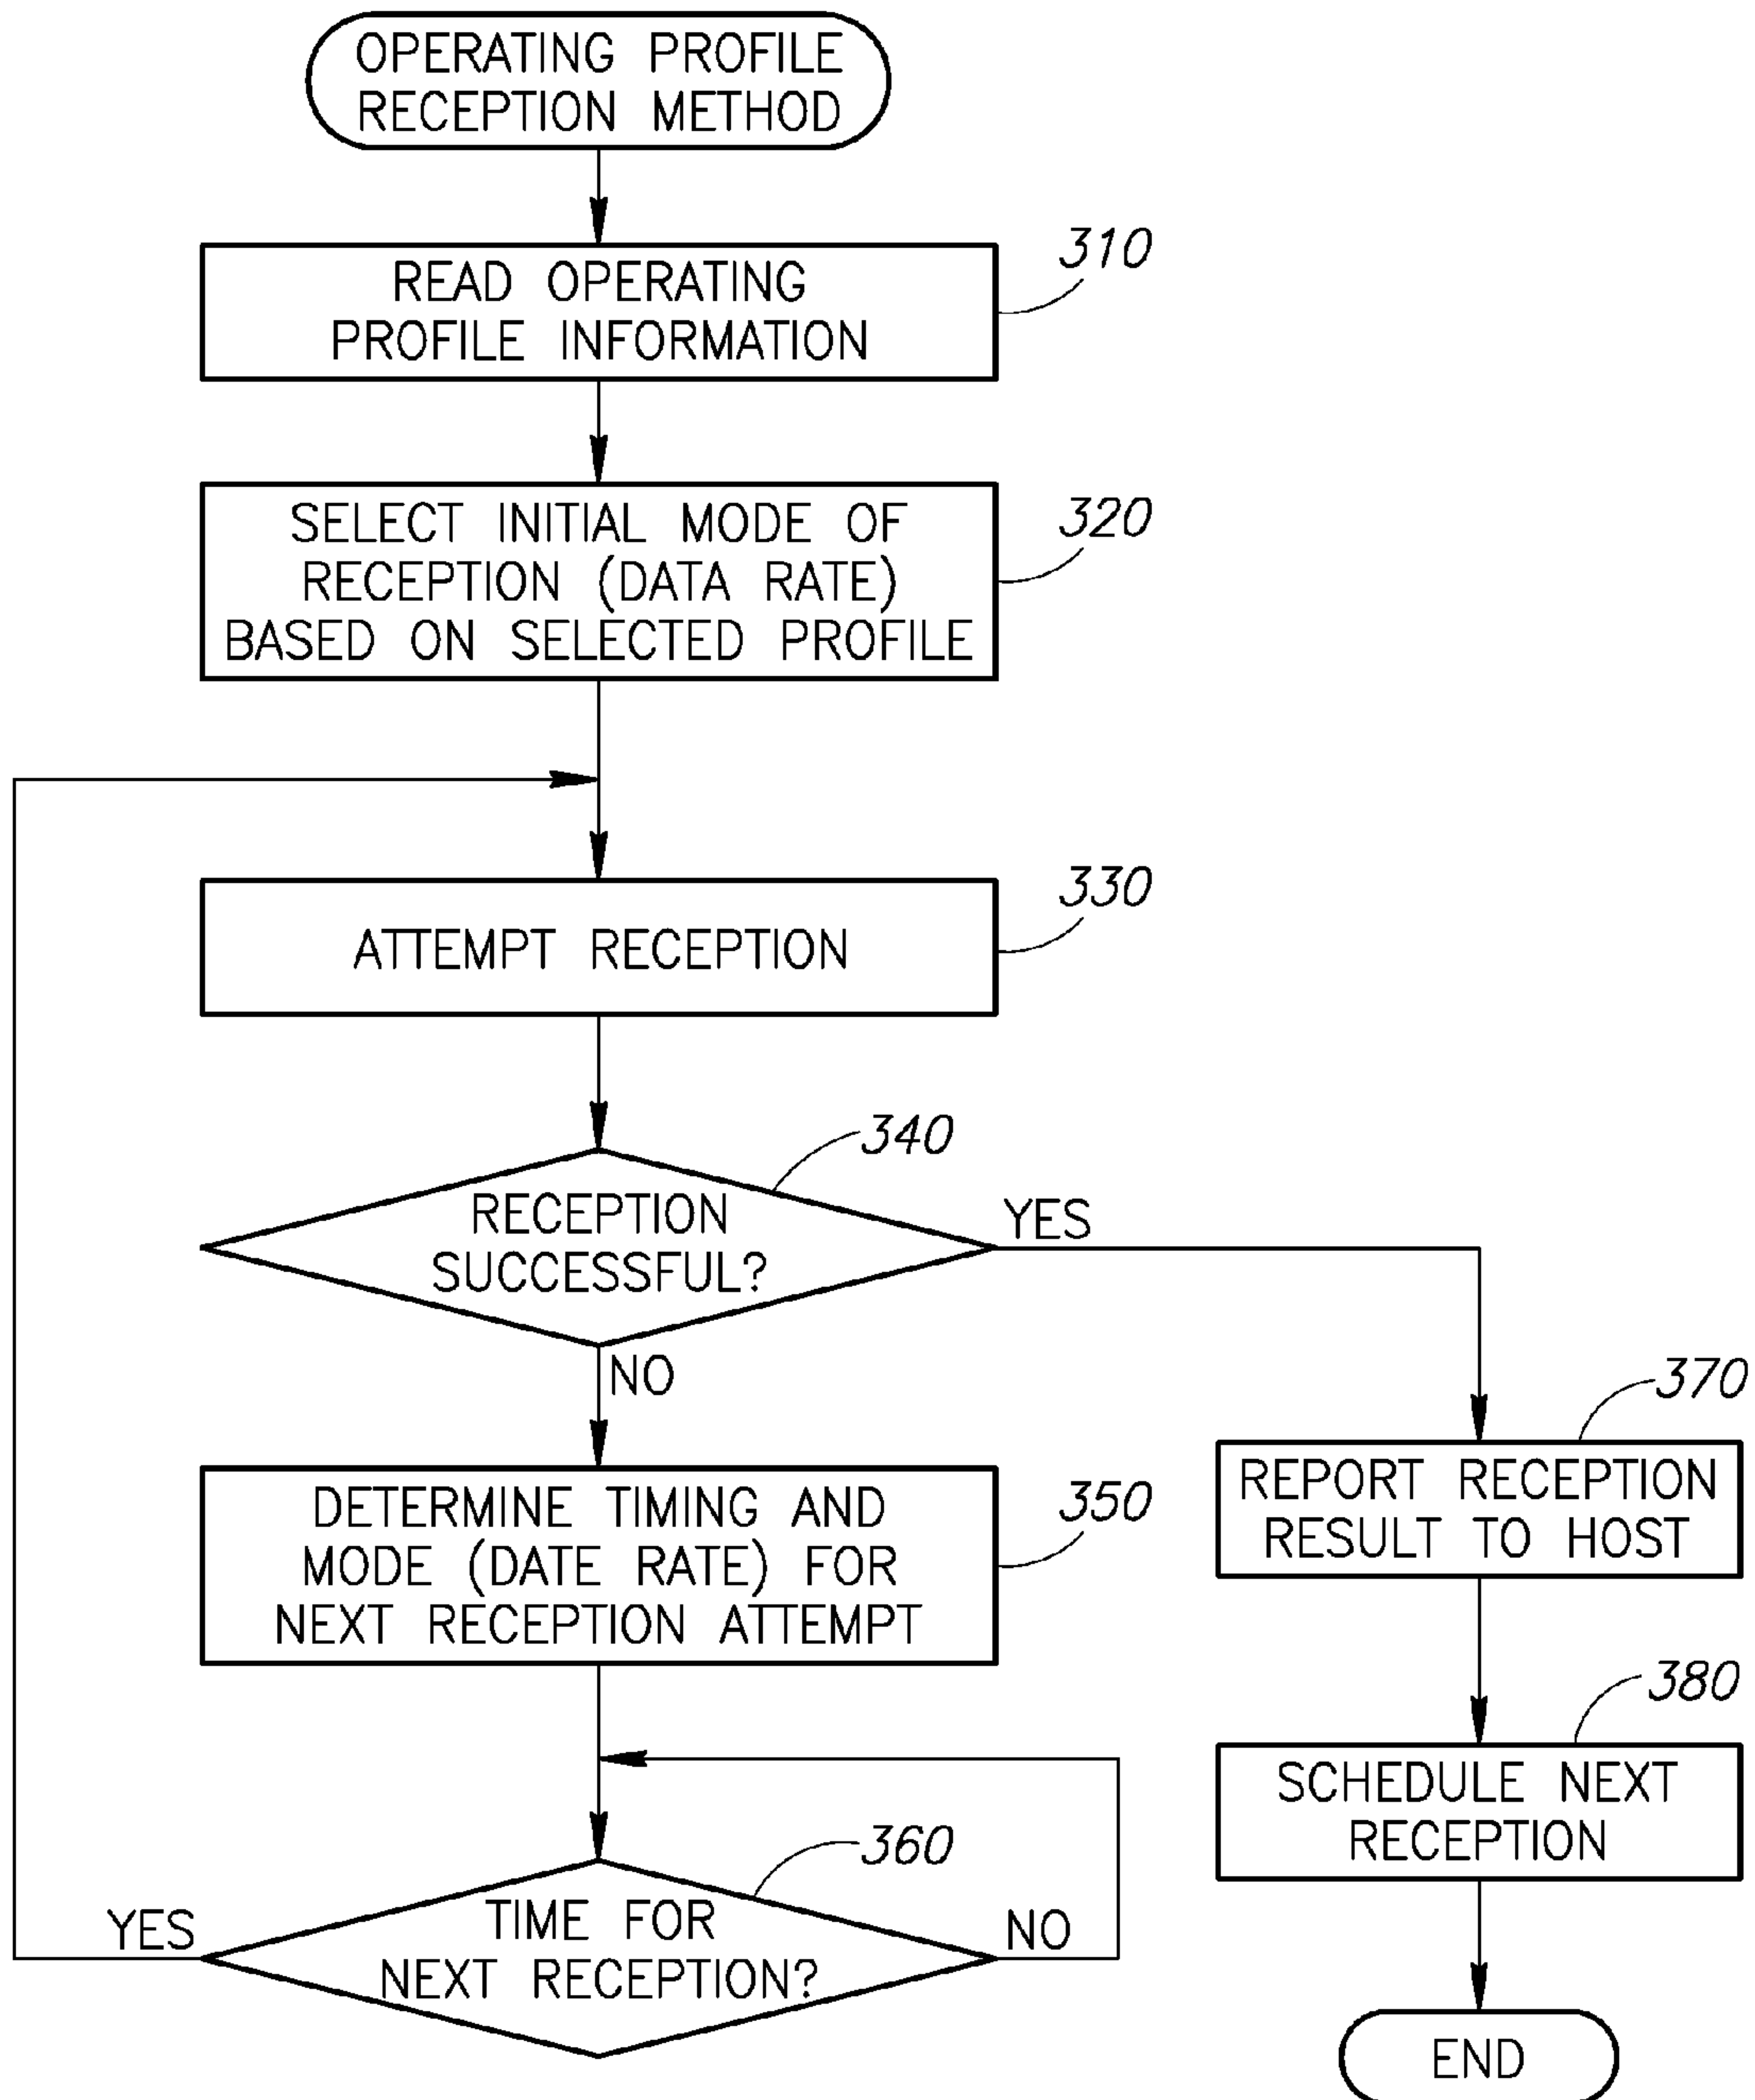 OPERATING PROFILE
RECEPTION METHOD
310
READ OPERATING
PROFILE INFORMATION
320
SELECT INITIAL MODE OF
RECEPTION (DATA RATE)
BASED ON SELECTED PROFILE
330
ATTEMPT RECEPTION
340
RECEPTION
SUCCESSFUL?
YES
NO
350
DETERMINE TIMING AND
MODE (DATE RATE) FOR
NEXT RECEPTION ATTEMPT
360
TIME FOR
NEXT RECEPTION?
YES
NO
370
REPORT RECEPTION
RESULT TO HOST
380
SCHEDULE NEXT
RECEPTION
END